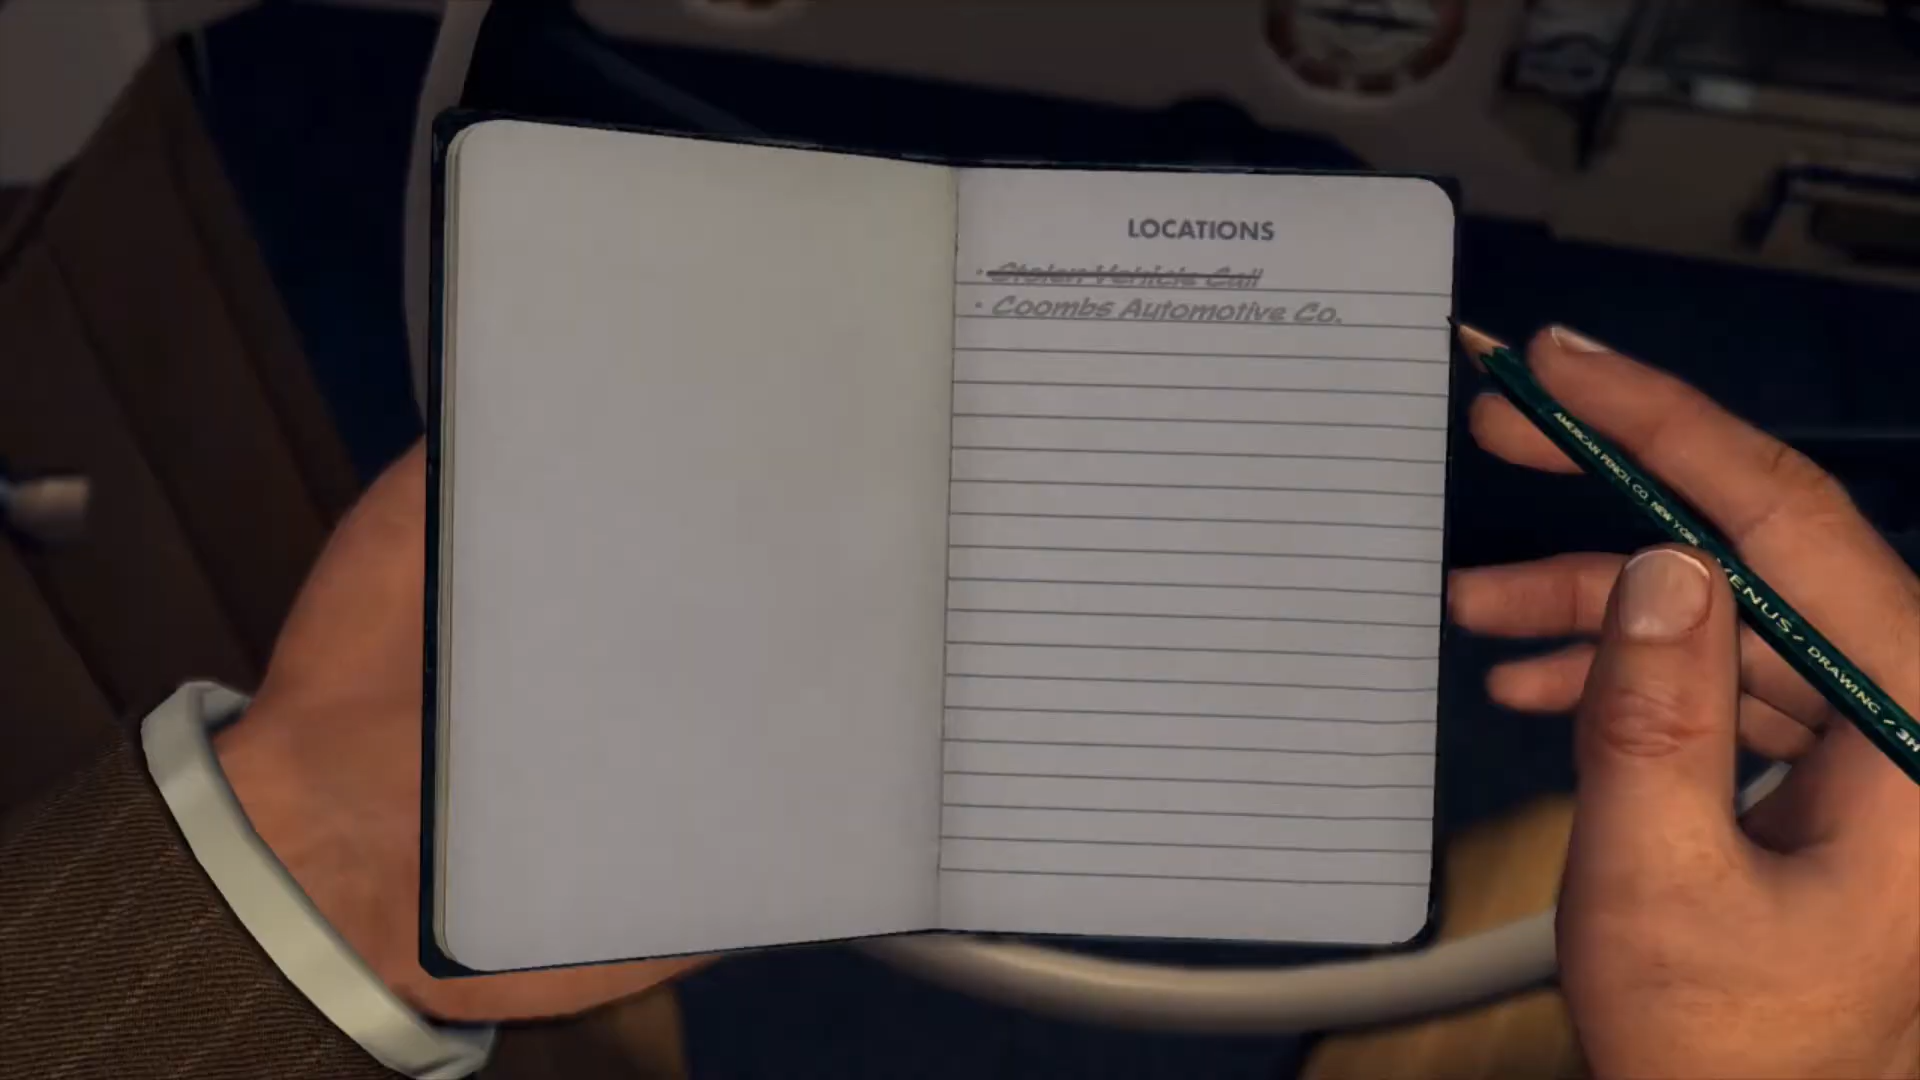 LOCATIONS
· Stolen Vehicle Call
· Coombs Automotive Co.
AMERICAN PENCIL CO. NEW YORK VENUS / DRAWING / 3H